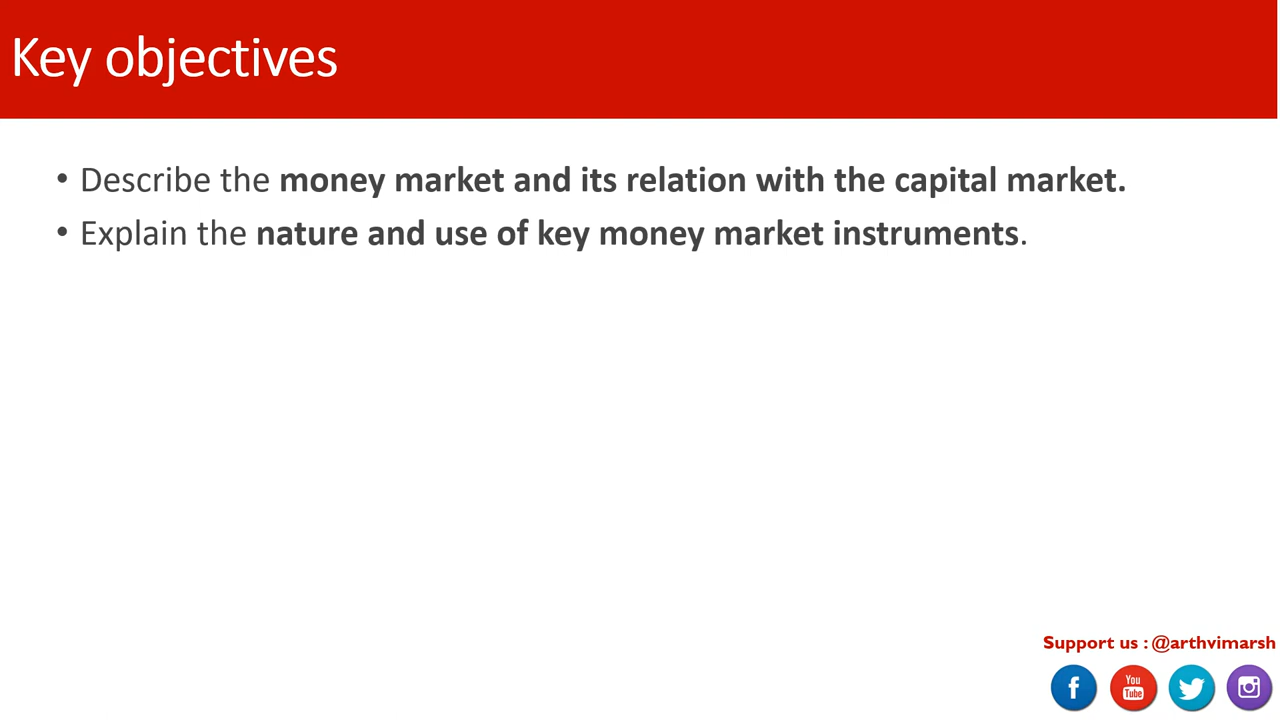 Key objectives
• Describe the money market and its relation with the capital market.
• Explain the nature and use of key money market instruments.
Support us : @arthvimarsh
f
You
Tube